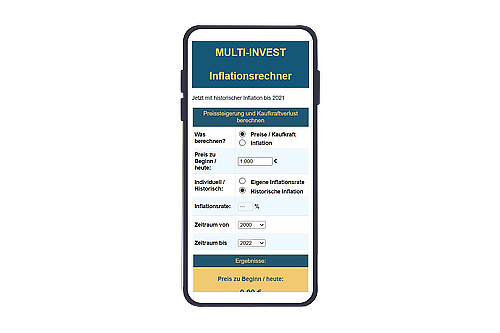 MULTI-INVEST
Inflationsrechner
Jetzt mit historischer Inflation bis 2021
Preissteigerung und Kaufkraftverlust
berechnen
Was
berechnen?
Preise / Kaufkraft
Inflation
Preis zu
Beginn /
heute:
1.000 €
Individuell /
Historisch:
Eigene Inflationsrate
Historische Inflation
Inflationsrate: --- %
Zeitraum von 2000
Zeitraum bis 2022
Ergebnisse:
Preis zu Beginn / heute:
0,00 €